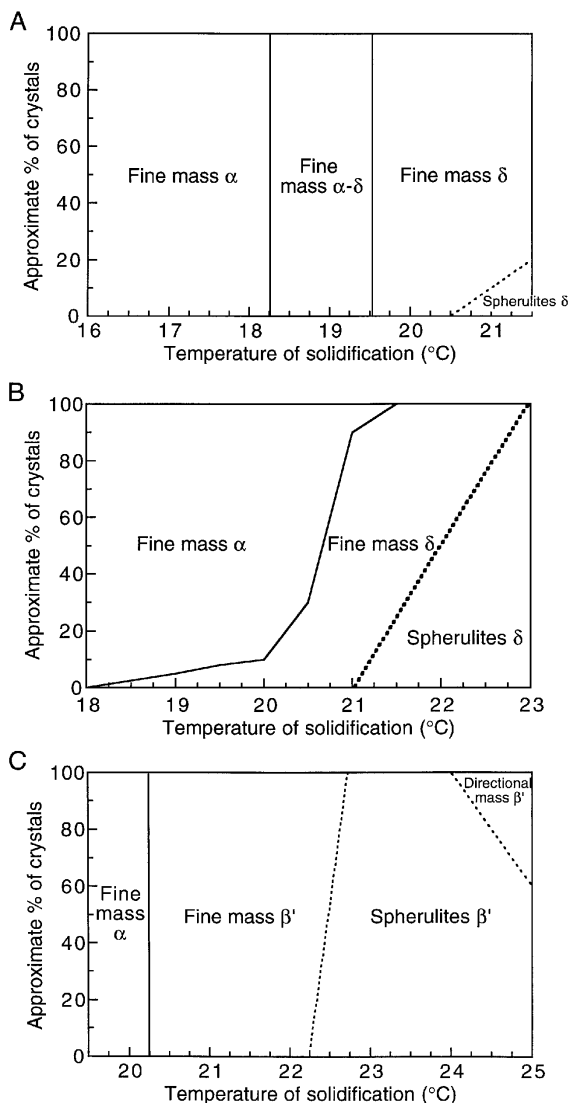 A
Approximate % of crystals
100
80
60
40
20
0
Fine mass α
Fine
mass α-δ
Fine mass δ
Spherulites δ
16 17 18 19 20 21
Temperature of solidification (°C)
B
Approximate % of crystals
100
80
60
40
20
0
Fine mass α
Fine mass δ
Spherulites δ
18 19 20 21 22 23
Temperature of solidification (°C)
C
Approximate % of crystals
100
80
60
40
20
0
Directional
mass β'
Fine
mass
α
Fine mass β'
Spherulites β'
20 21 22 23 24 25
Temperature of solidification (°C)